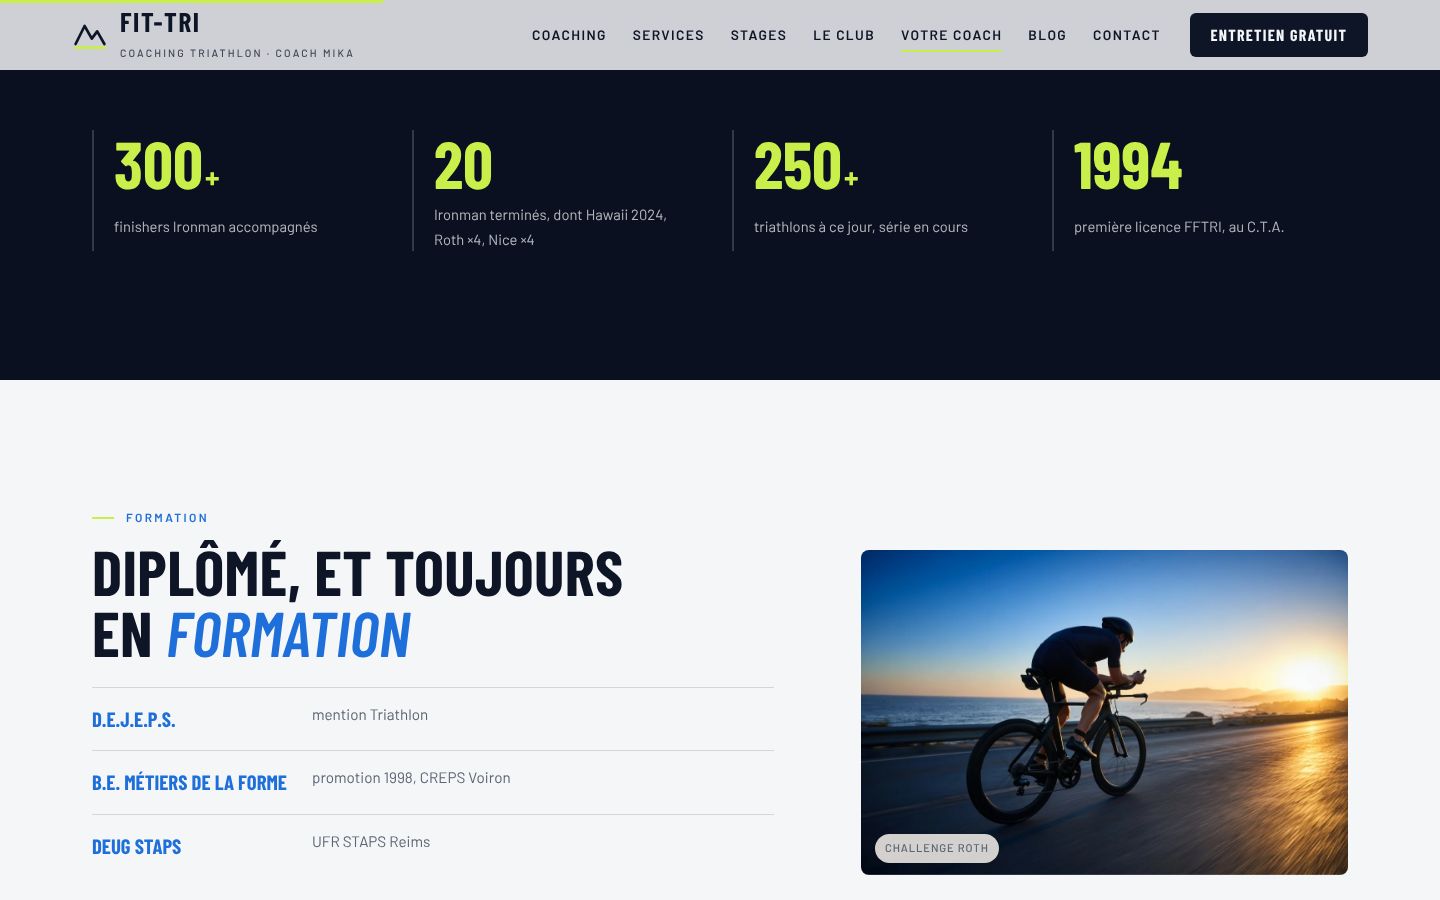 FIT-TRI
COACHING TRIATHLON · COACH MIKA
COACHING
SERVICES
STAGES
LE CLUB
VOTRE COACH
BLOG
CONTACT
ENTRETIEN GRATUIT
300+
finishers Ironman accompagnés
20
Ironman terminés, dont Hawaii 2024,
Roth ×4, Nice ×4
250+
triathlons à ce jour, série en cours
1994
première licence FFTRI, au C.T.A.
FORMATION
DIPLÔMÉ, ET TOUJOURS
EN FORMATION
D.E.J.E.P.S.
mention Triathlon
B.E. MÉTIERS DE LA FORME
promotion 1998, CREPS Voiron
DEUG STAPS
UFR STAPS Reims
CHALLENGE ROTH